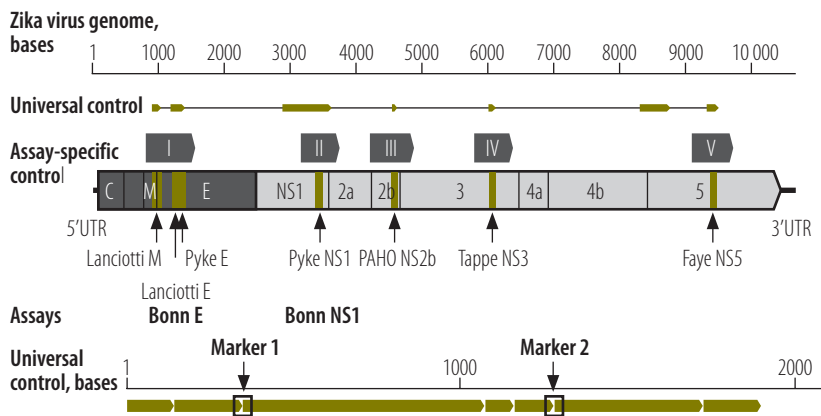 Zika virus genome,
bases
1 1000 2000 3000 4000 5000 6000 7000 8000 9000 10 000
Universal control
Assay-specific
control
I II III IV V
C M E NS1 2a 2b 3 4a 4b 5
5'UTR 3'UTR
Lanciotti M Pyke E Pyke NS1 PAHO NS2b Tappe NS3 Faye NS5
Lanciotti E
Assays Bonn E Bonn NS1
Universal
control, bases
Marker 1 Marker 2
1 1000 2000